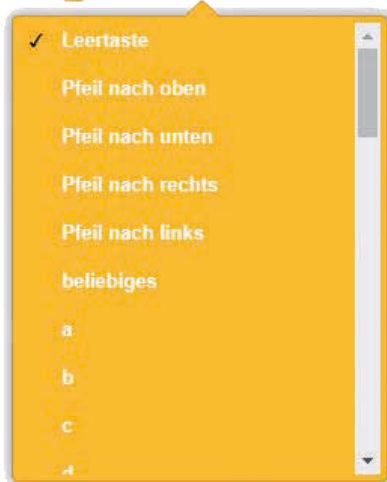 ✓ Leertaste
Pfeil nach oben
Pfeil nach unten
Pfeil nach rechts
Pfeil nach links
beliebiges
a
b
c
d